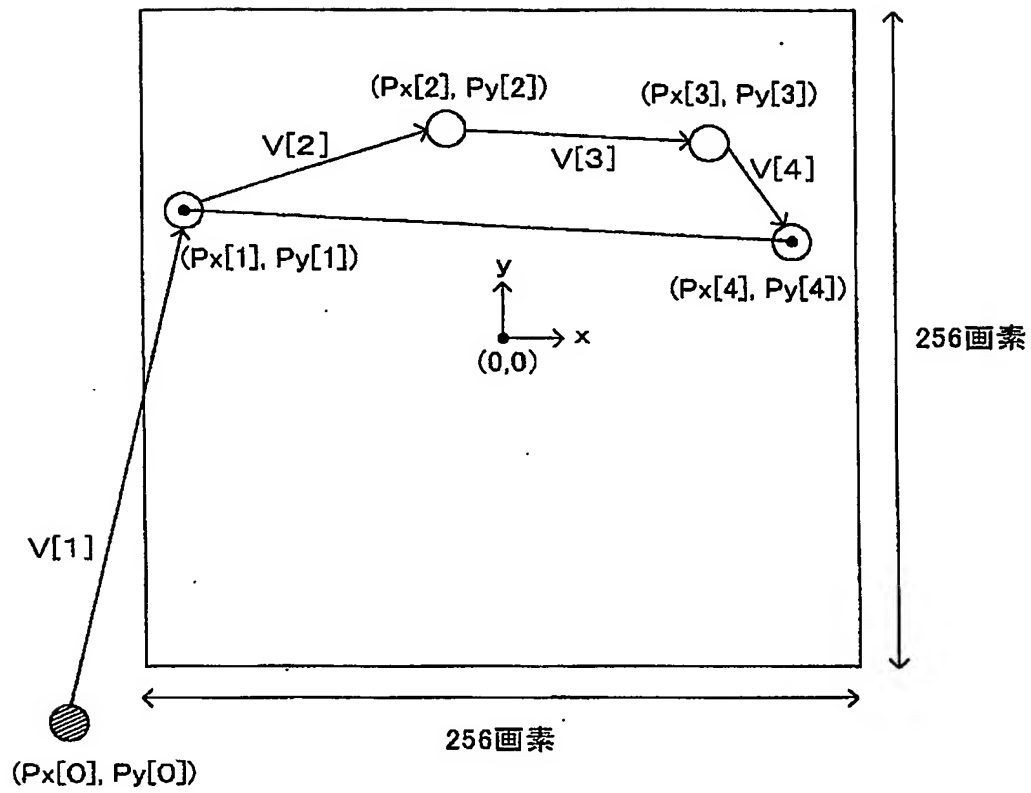 (Px[2], Py[2])
(Px[3], Py[3])
V[2]
V[3]
V[4]
(Px[1], Py[1])
y
(Px[4], Py[4])
x
(0,0)
256画素
V[1]
256画素
(Px[0], Py[0])